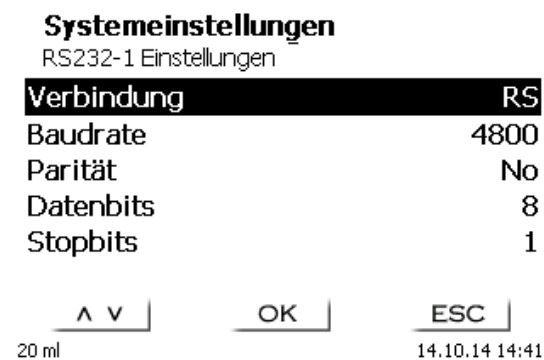 Systemeinstellungen
RS232-1 Einstellungen
Verbindung RS
Baudrate 4800
Parität No
Datenbits 8
Stopbits 1
∧ ∨ OK ESC
20 ml 14.10.14 14:41